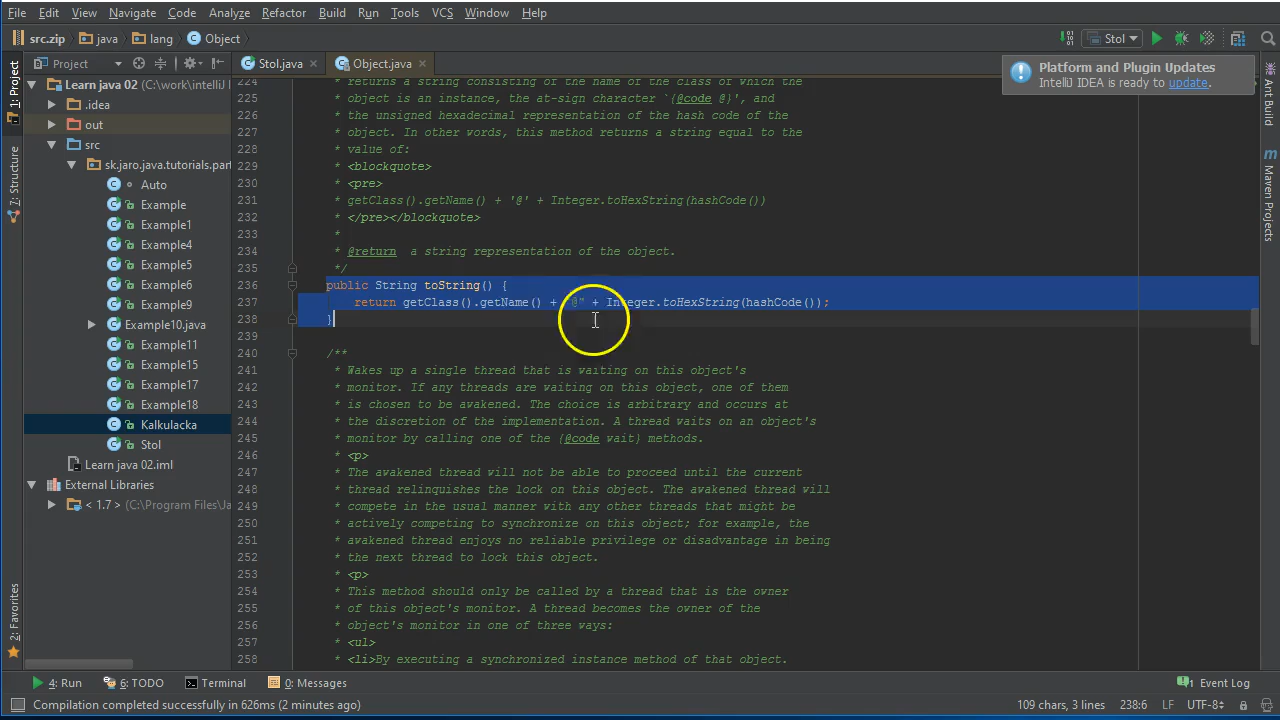 File Edit View Navigate Code Analyze Refactor Build Run Tools VCS Window Help
src.zip java lang Object Stol
Project Stol.java Object.java
Platform and Plugin Updates
IntelliJ IDEA is ready to update.
1: Project
7: Structure
2: Favorites
Learn java 02 (C:\work\intelliJ
.idea
out
src
sk.jaro.java.tutorials.part
Auto
Example
Example1
Example4
Example5
Example6
Example9
Example10.java
Example11
Example15
Example17
Example18
Kalkulacka
Stol
Learn java 02.iml
External Libraries
< 1.7 > (C:\Program Files\Ja
224 * returns a string consisting of the name of the class of which the
225 * object is an instance, the at-sign character `{@code @}', and
226 * the unsigned hexadecimal representation of the hash code of the
227 * object. In other words, this method returns a string equal to the
228 * value of:
229 * <blockquote>
230 * <pre>
231 * getClass().getName() + '@' + Integer.toHexString(hashCode())
232 * </pre></blockquote>
233 *
234 * @return a string representation of the object.
235 */
236 public String toString() {
237 return getClass().getName() + "@" + Integer.toHexString(hashCode());
238 }
239
240 /**
241 * Wakes up a single thread that is waiting on this object's
242 * monitor. If any threads are waiting on this object, one of them
243 * is chosen to be awakened. The choice is arbitrary and occurs at
244 * the discretion of the implementation. A thread waits on an object's
245 * monitor by calling one of the {@code wait} methods.
246 * <p>
247 * The awakened thread will not be able to proceed until the current
248 * thread relinquishes the lock on this object. The awakened thread will
249 * compete in the usual manner with any other threads that might be
250 * actively competing to synchronize on this object; for example, the
251 * awakened thread enjoys no reliable privilege or disadvantage in being
252 * the next thread to lock this object.
253 * <p>
254 * This method should only be called by a thread that is the owner
255 * of this object's monitor. A thread becomes the owner of the
256 * object's monitor in one of three ways:
257 * <ul>
258 * <li>By executing a synchronized instance method of that object.
Ant Build
Maven Projects
4: Run 6: TODO Terminal 0: Messages 1 Event Log
Compilation completed successfully in 626ms (2 minutes ago) 109 chars, 3 lines 238:6 LF UTF-8